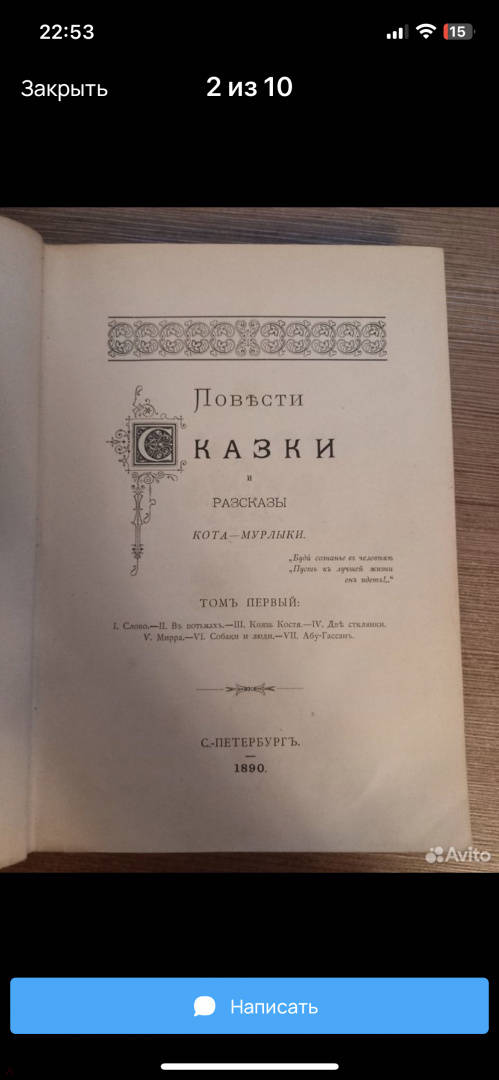 22:53
15
Закрыть
2 из 10
Повѣсти
Сказки
и
РАЗСКАЗЫ
КОТА—МУРЛЫКИ.
„Буди сознанье въ человѣкѣ
„Пусть къ лучшей жизни
онъ идетъ!..“
ТОМЪ ПЕРВЫЙ:
I. Слово.—II. Въ потьмахъ.—III. Князь Костя.—IV. Двѣ стклянки.
V. Мирра.—VI. Собаки и люди.—VII. Абу-Гассанъ.
С.-ПЕТЕРБУРГЪ.
1890.
Avito
Написать